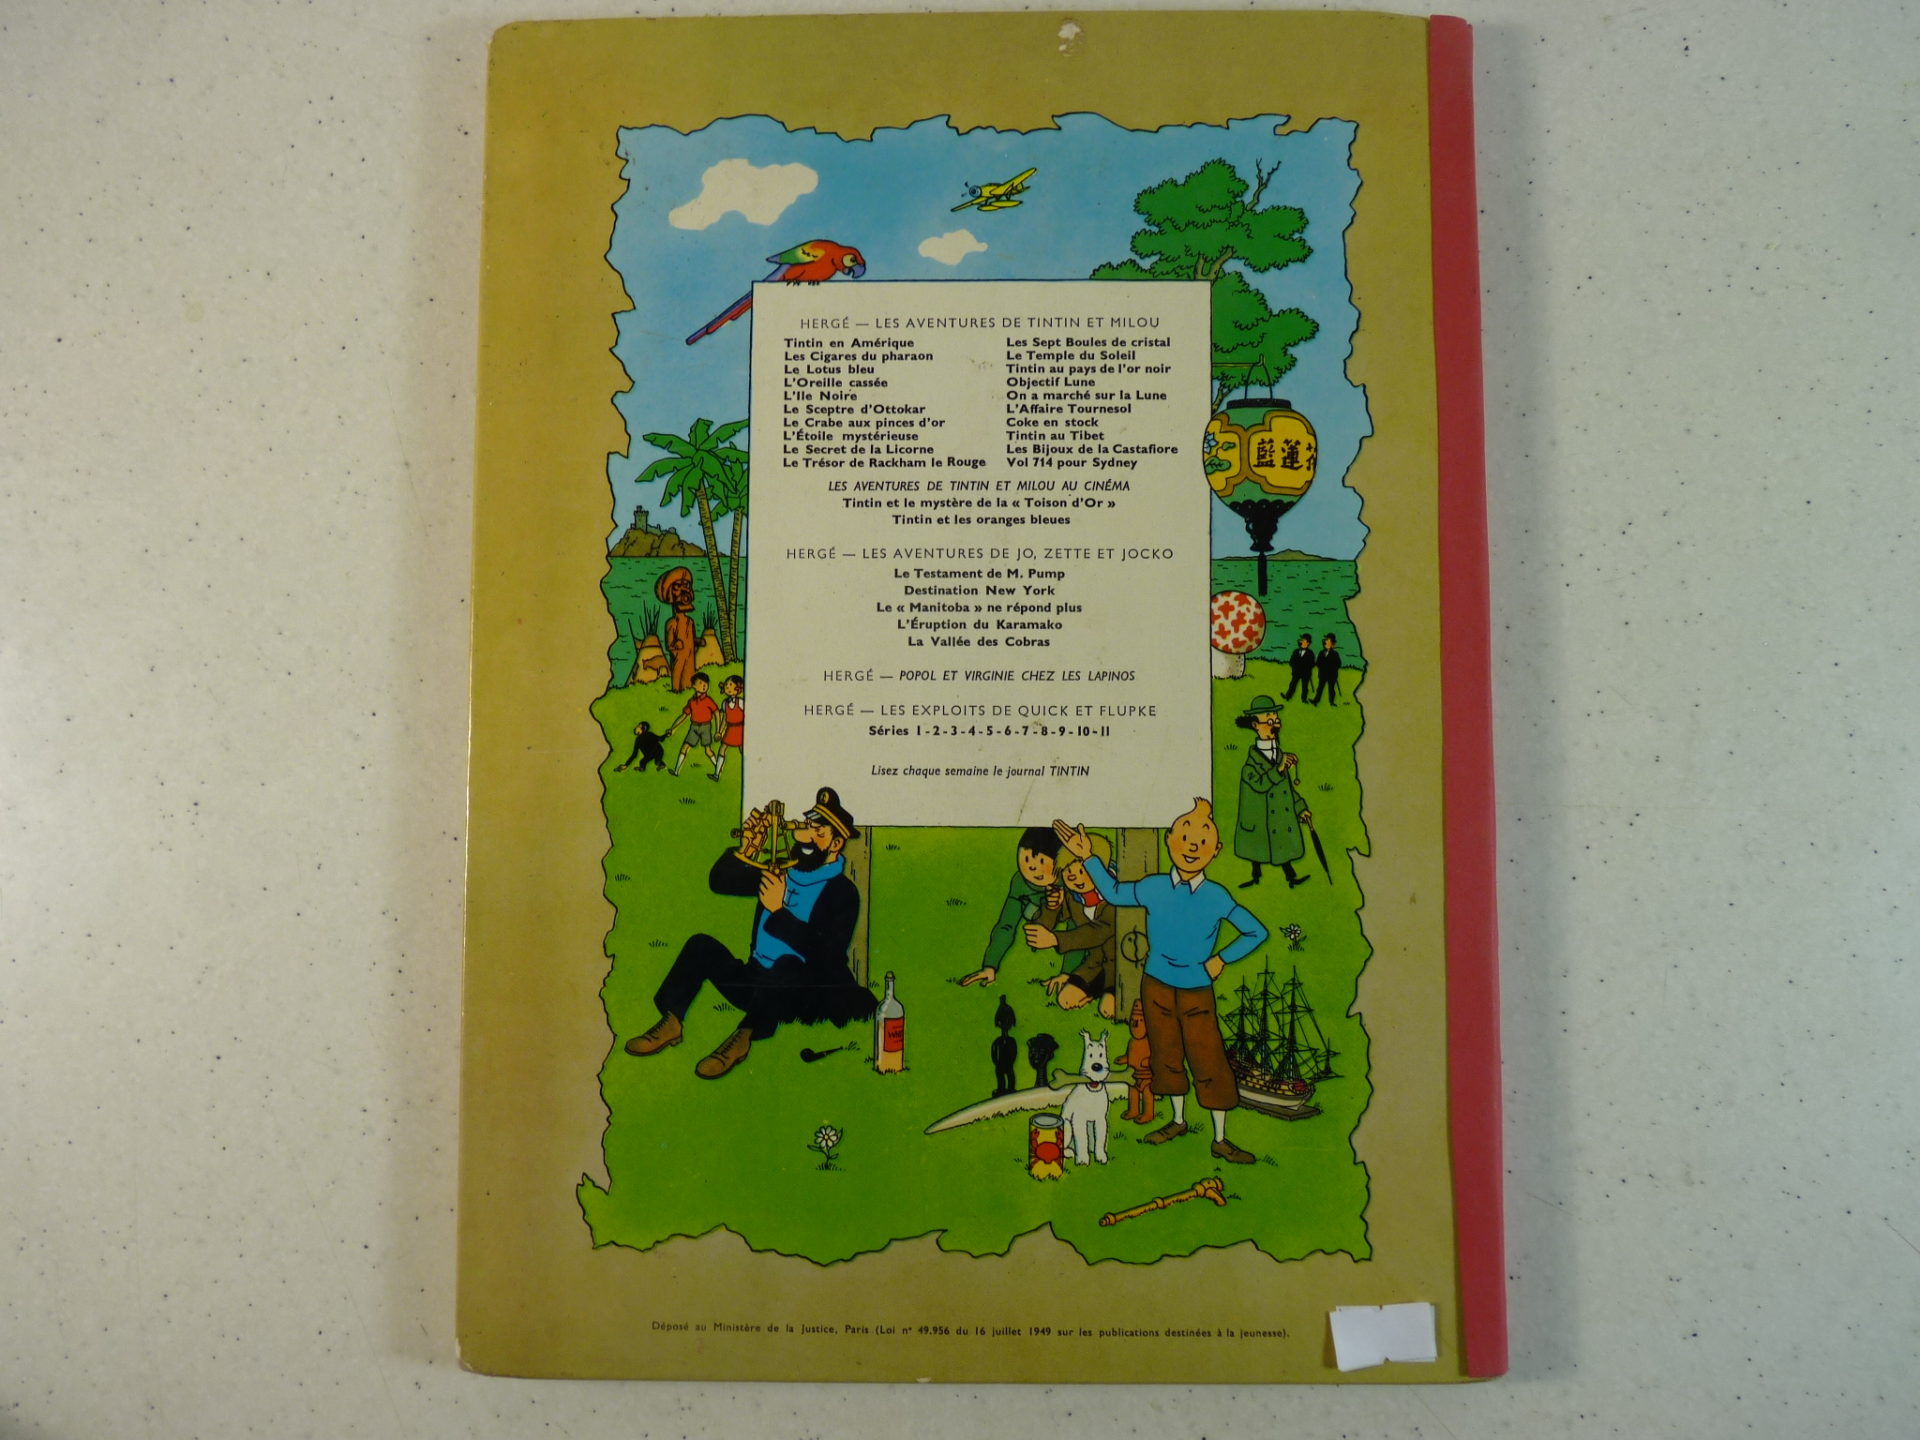 HERGÉ — LES AVENTURES DE TINTIN ET MILOU
Tintin en Amérique
Les Cigares du pharaon
Le Lotus bleu
L'Oreille cassée
L'Ile Noire
Le Sceptre d'Ottokar
Le Crabe aux pinces d'or
L'Étoile mystérieuse
Le Secret de la Licorne
Le Trésor de Rackham le Rouge
Les Sept Boules de cristal
Le Temple du Soleil
Tintin au pays de l'or noir
Objectif Lune
On a marché sur la Lune
L'Affaire Tournesol
Coke en stock
Tintin au Tibet
Les Bijoux de la Castafiore
Vol 714 pour Sydney
LES AVENTURES DE TINTIN ET MILOU AU CINÉMA
Tintin et le mystère de la « Toison d'Or »
Tintin et les oranges bleues
HERGÉ — LES AVENTURES DE JO, ZETTE ET JOCKO
Le Testament de M. Pump
Destination New York
Le « Manitoba » ne répond plus
L'Éruption du Karamako
La Vallée des Cobras
HERGÉ — POPOL ET VIRGINIE CHEZ LES LAPINOS
HERGÉ — LES EXPLOITS DE QUICK ET FLUPKE
Séries 1-2-3-4-5-6-7-8-9-10-11
Lisez chaque semaine le journal TINTIN
藍蓮
Déposé au Ministère de la Justice, Paris (Loi n° 49.956 du 16 juillet 1949 sur les publications destinées à la jeunesse).